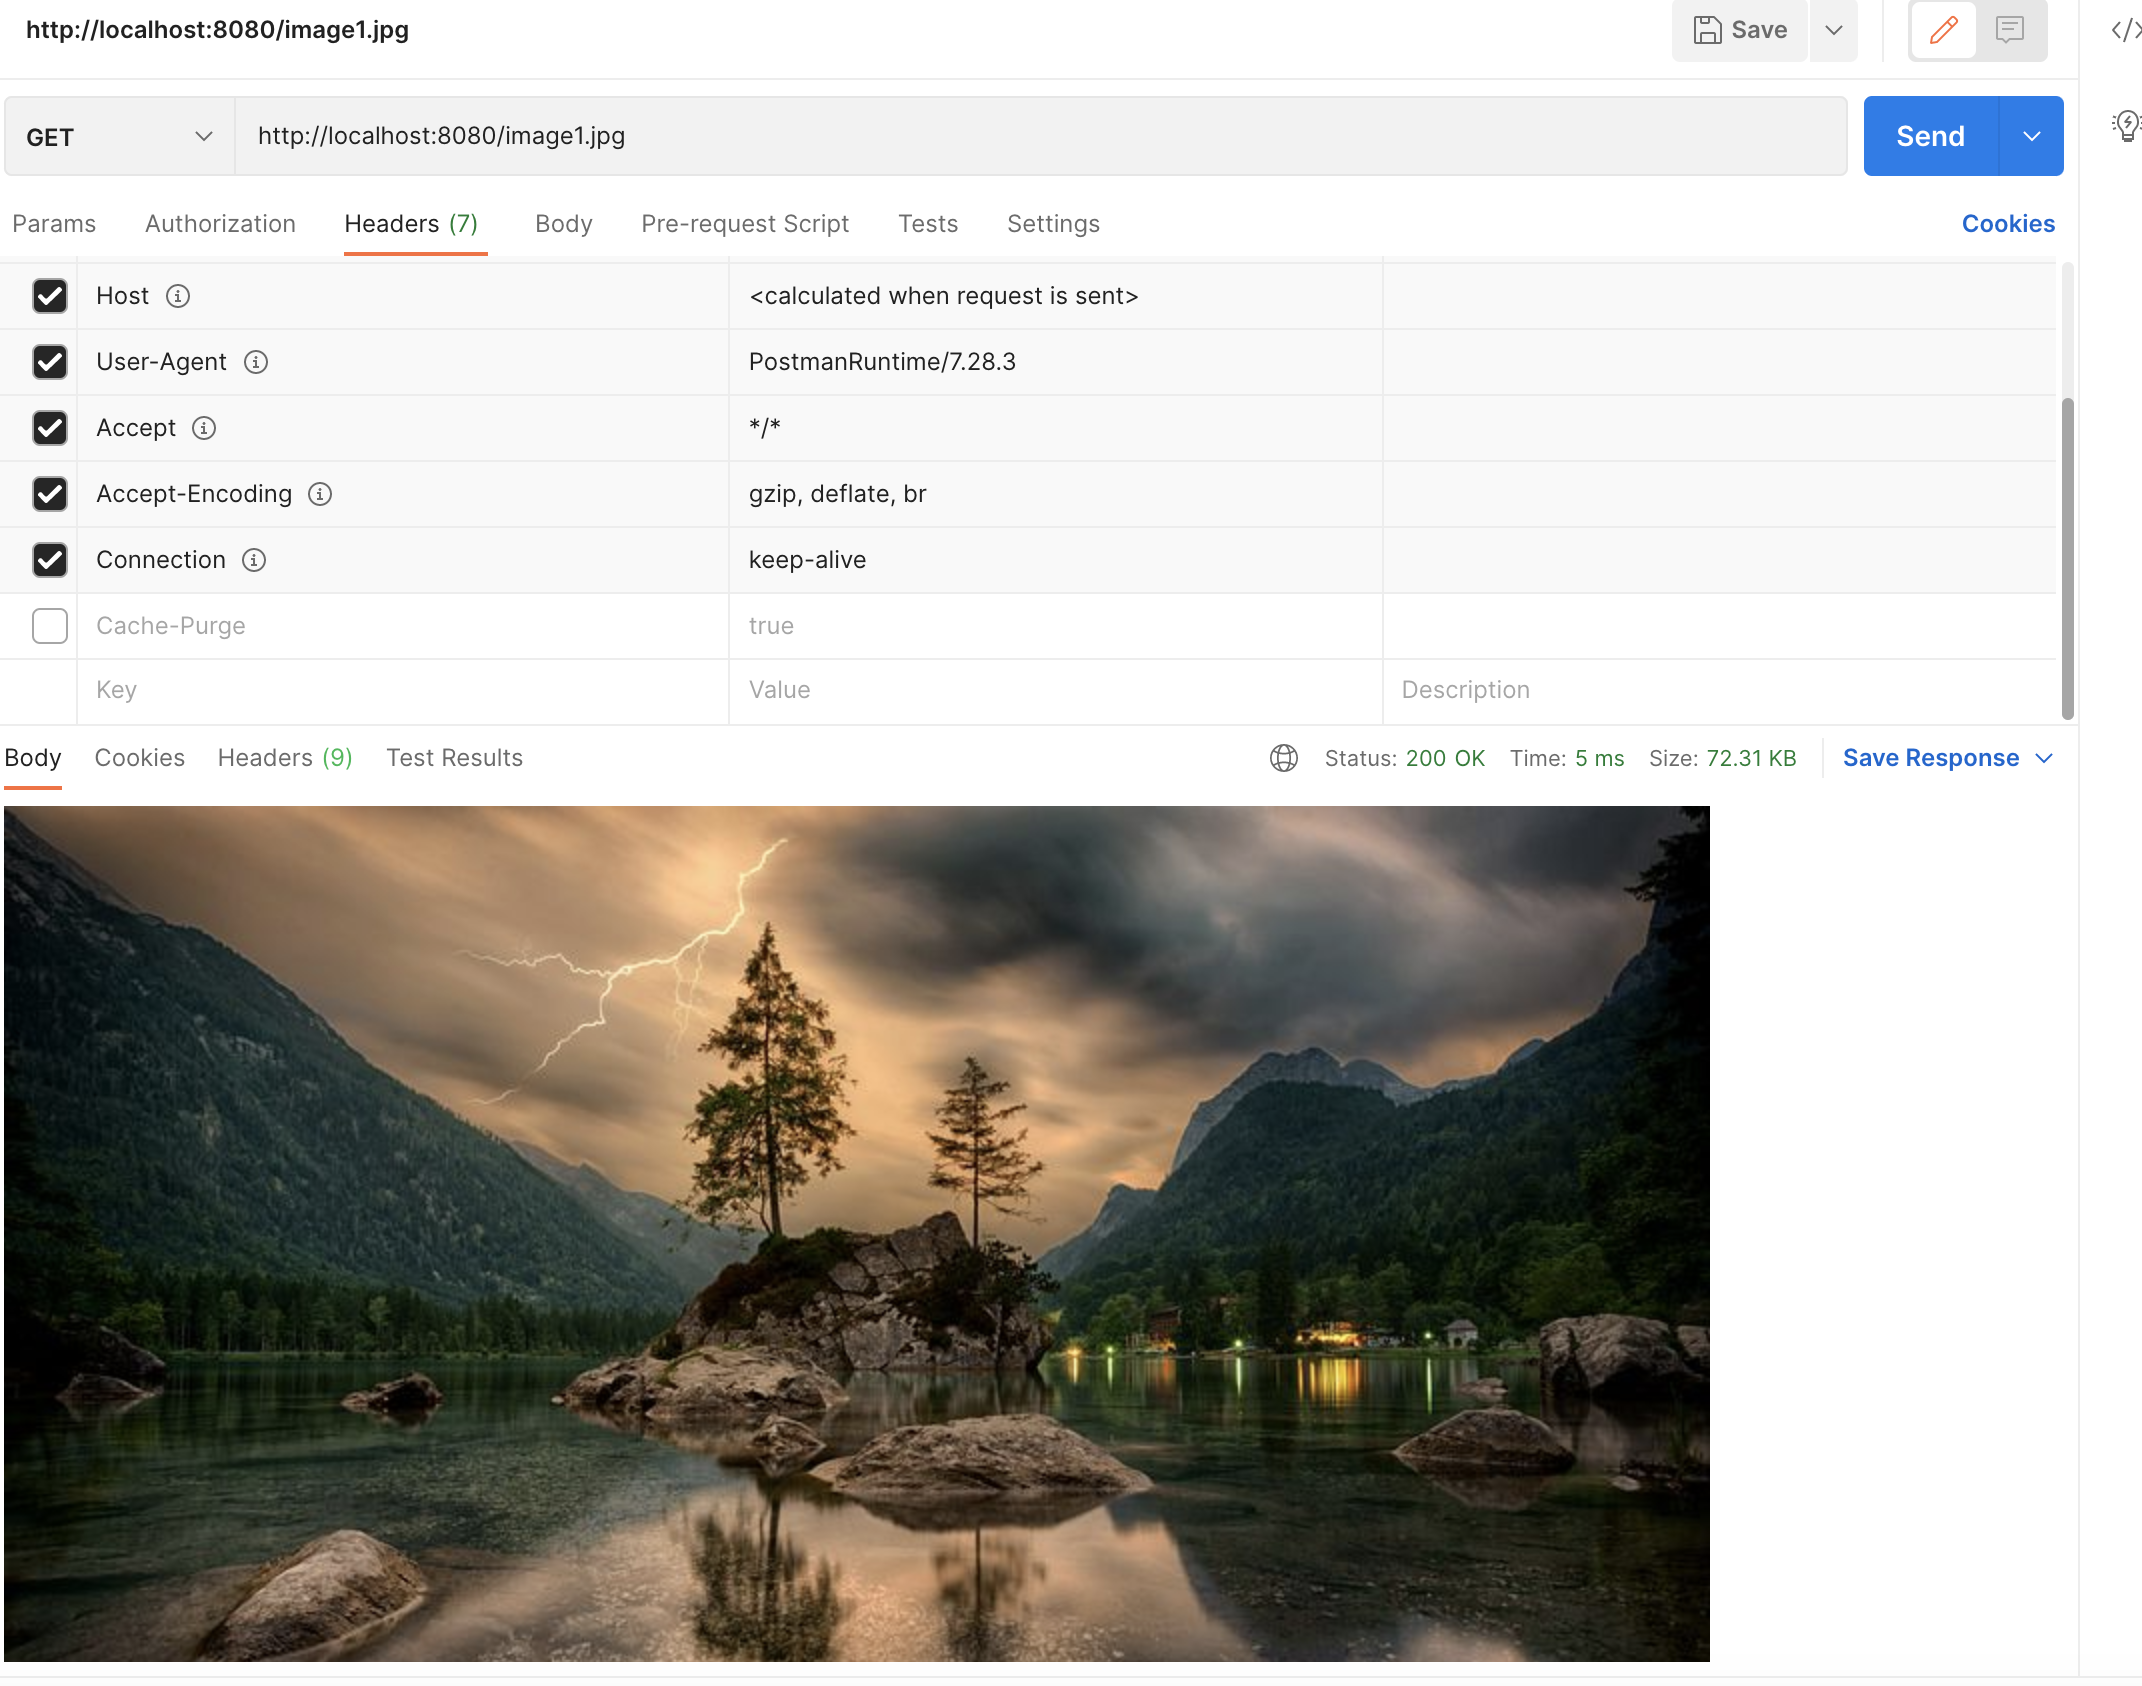 http://localhost:8080/image1.jpg
Save
GET
http://localhost:8080/image1.jpg
Send
Params Authorization Headers (7) Body Pre-request Script Tests Settings Cookies
Host <calculated when request is sent>
User-Agent PostmanRuntime/7.28.3
Accept */*
Accept-Encoding gzip, deflate, br
Connection keep-alive
Cache-Purge true
Key Value Description
Body Cookies Headers (9) Test Results Status: 200 OK Time: 5 ms Size: 72.31 KB Save Response